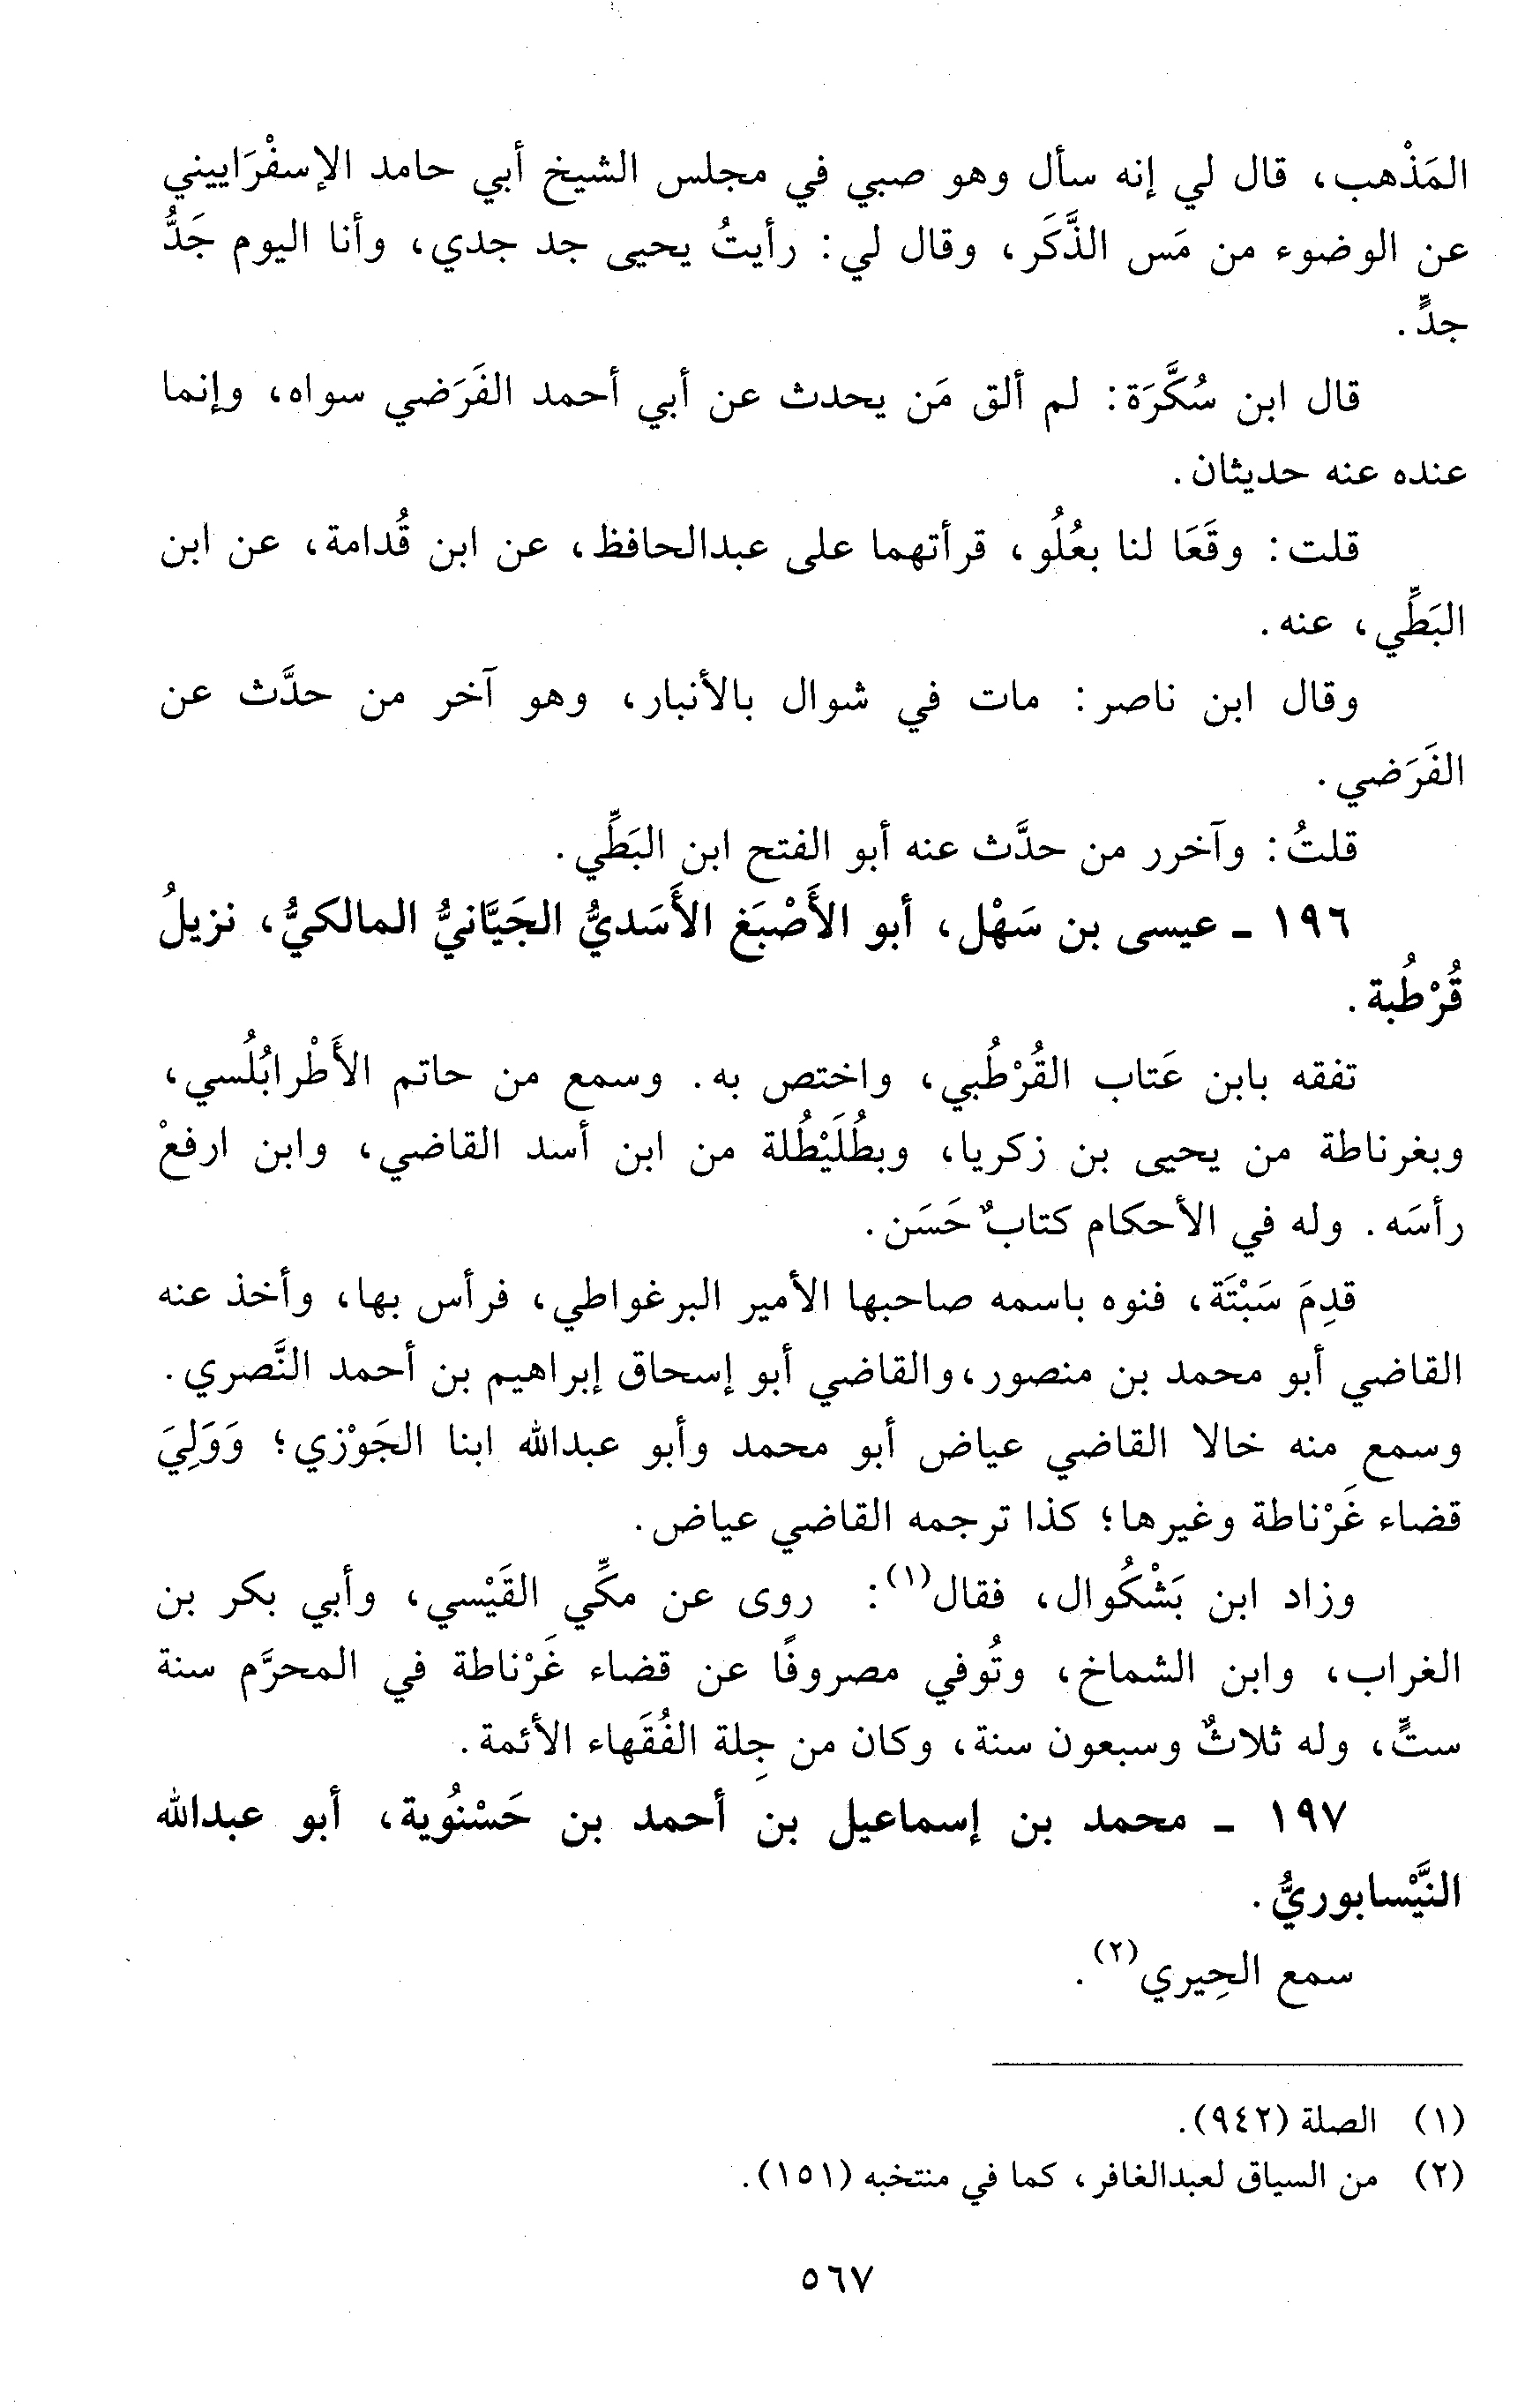 المَذْهب، قال لي إنه سأل وهو صبي في مجلس الشيخ أبي حامد الإسفْرَاييني
عن الوضوء من مَس الذَّكَر، وقال لي: رأيتُ يحيى جد جدي، وأنا اليوم جَدُّ
جدٍّ.
قال ابن سُكَّرَة: لم ألق مَن يحدث عن أبي أحمد الفَرَضي سواه، وإنما
عنده عنه حديثان.
قلت: وقَعَا لنا بعُلُو، قرأتهما على عبدالحافظ، عن ابن قُدامة، عن ابن
البَطِّي، عنه.
وقال ابن ناصر: مات في شوال بالأنبار، وهو آخر من حدَّث عن
الفَرَضي.
قلتُ: وآخرر من حدَّث عنه أبو الفتح ابن البَطِّي.
١٩٦ - عيسى بن سَهْل، أبو الأَصْبَغ الأَسَديُّ الجَيَّانيُّ المالكيُّ، نزيلُ
قُرْطُبة.
تفقه بابن عَتاب القُرْطُبي، واختص به. وسمع من حاتم الأَطْرابُلُسي،
وبغرناطة من يحيى بن زكريا، وبطُلَيْطُلة من ابن أسد القاضي، وابن ارفعْ
رأسَه. وله في الأحكام كتابٌ حَسَن.
قدِمَ سَبْتَة، فنوه باسمه صاحبها الأمير البرغواطي، فرأس بها، وأخذ عنه
القاضي أبو محمد بن منصور، والقاضي أبو إسحاق إبراهيم بن أحمد النَّصري.
وسمع منه خالا القاضي عياض أبو محمد وأبو عبدالله ابنا الجَوْزي؛ وَوَلِيَ
قضاء غَرْناطة وغيرها؛ كذا ترجمه القاضي عياض.
وزاد ابن بَشْكُوال، فقال(١): روى عن مكِّي القَيْسي، وأبي بكر بن
الغراب، وابن الشماخ، وتُوفي مصروفًا عن قضاء غَرْناطة في المحرَّم سنة
ستٍّ، وله ثلاثٌ وسبعون سنة، وكان من جِلة الفُقَهاء الأئمة.
١٩٧ - محمد بن إسماعيل بن أحمد بن حَسْنُوية، أبو عبدالله
النَّيْسابوريُّ.
سمع الحِيري(٢).
(١) الصلة (٩٤٢).
(٢) من السياق لعبدالغافر، كما في منتخبه (١٥١).
٥٦٧